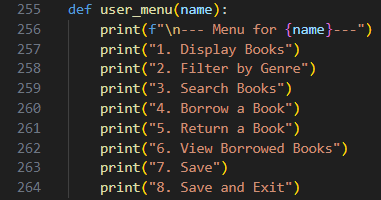 255 def user_menu(name):
256 print(f"\n--- Menu for {name}---")
257 print("1. Display Books")
258 print("2. Filter by Genre")
259 print("3. Search Books")
260 print("4. Borrow a Book")
261 print("5. Return a Book")
262 print("6. View Borrowed Books")
263 print("7. Save")
264 print("8. Save and Exit")